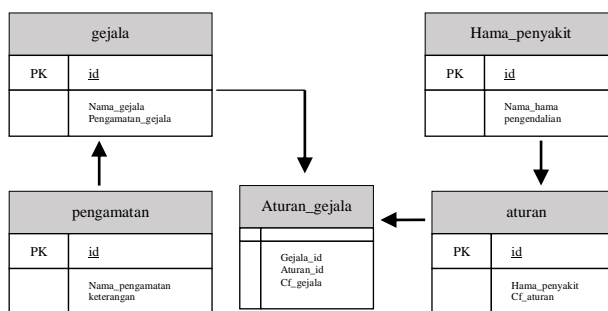 gejala
PK id
Nama_gejala
Pengamatan_gejala
Hama_penyakit
PK id
Nama_hama
pengendalian
pengamatan
PK id
Nama_pengamatan
keterangan
Aturan_gejala
Gejala_id
Aturan_id
Cf_gejala
aturan
PK id
Hama_penyakit
Cf_aturan